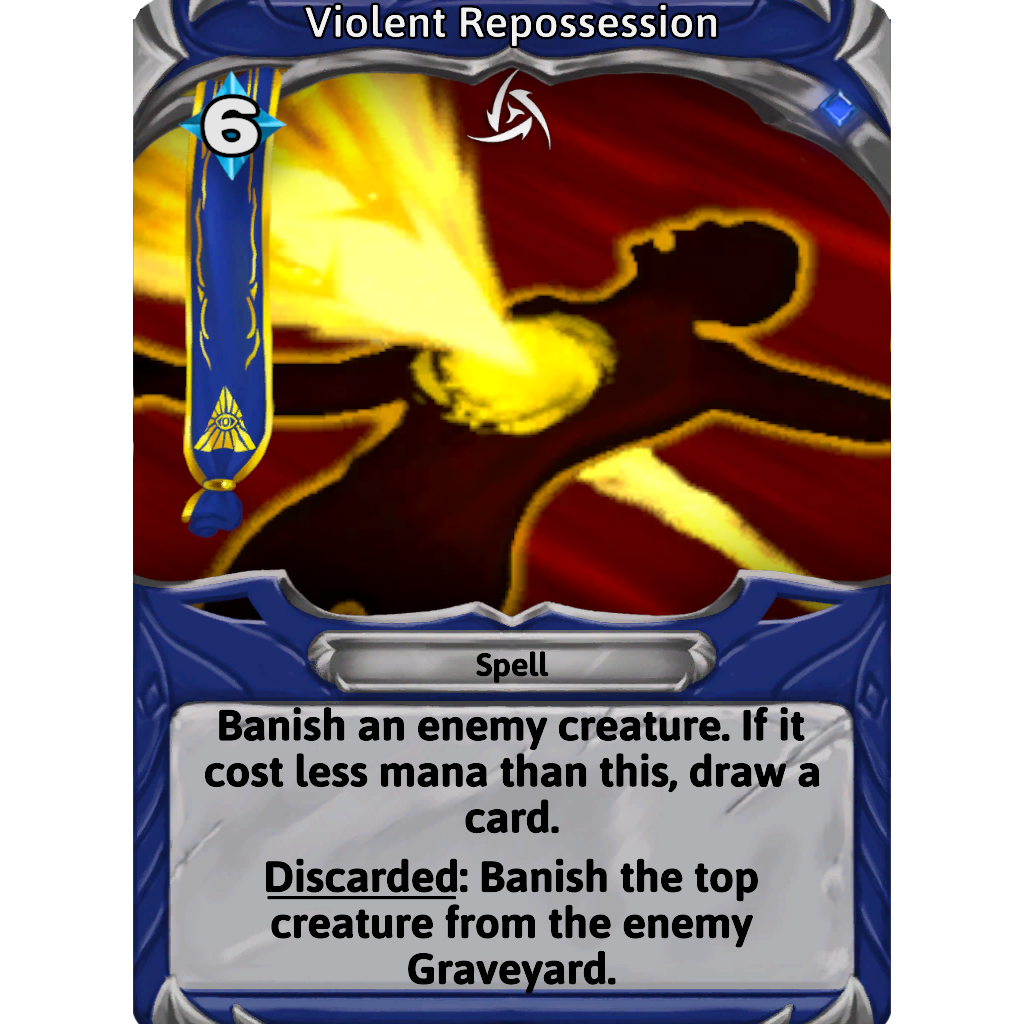 Violent Repossession
6
Spell
Banish an enemy creature. If it
cost less mana than this, draw a
card.
Discarded: Banish the top
creature from the enemy
Graveyard.